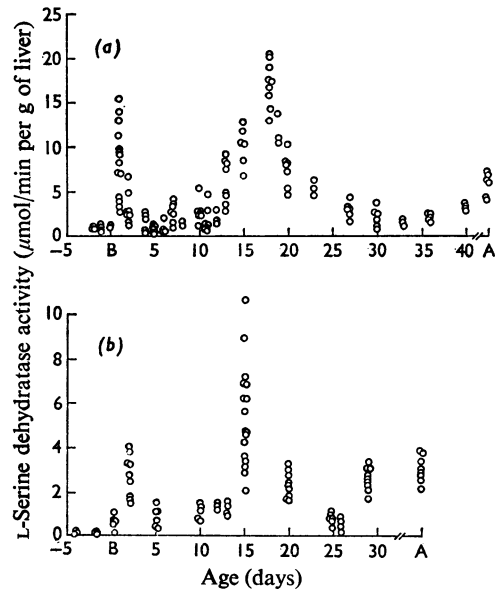 L-Serine dehydratase activity (μmol/min per g of liver)
(a)
25
20
15
10
5
0
−5 B 5 10 15 20 25 30 35 40 A
(b)
10
8
6
4
2
0
−5 B 5 10 15 20 25 30 A
Age (days)